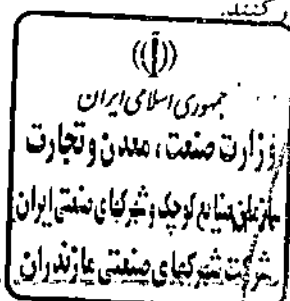 کنند.
جمهوری اسلامی ایران
وزارت صنعت، معدن و تجارت
سازمان صنایع کوچک و شهرکهای صنعتی ایران
شرکت شهرکهای صنعتی مازندران